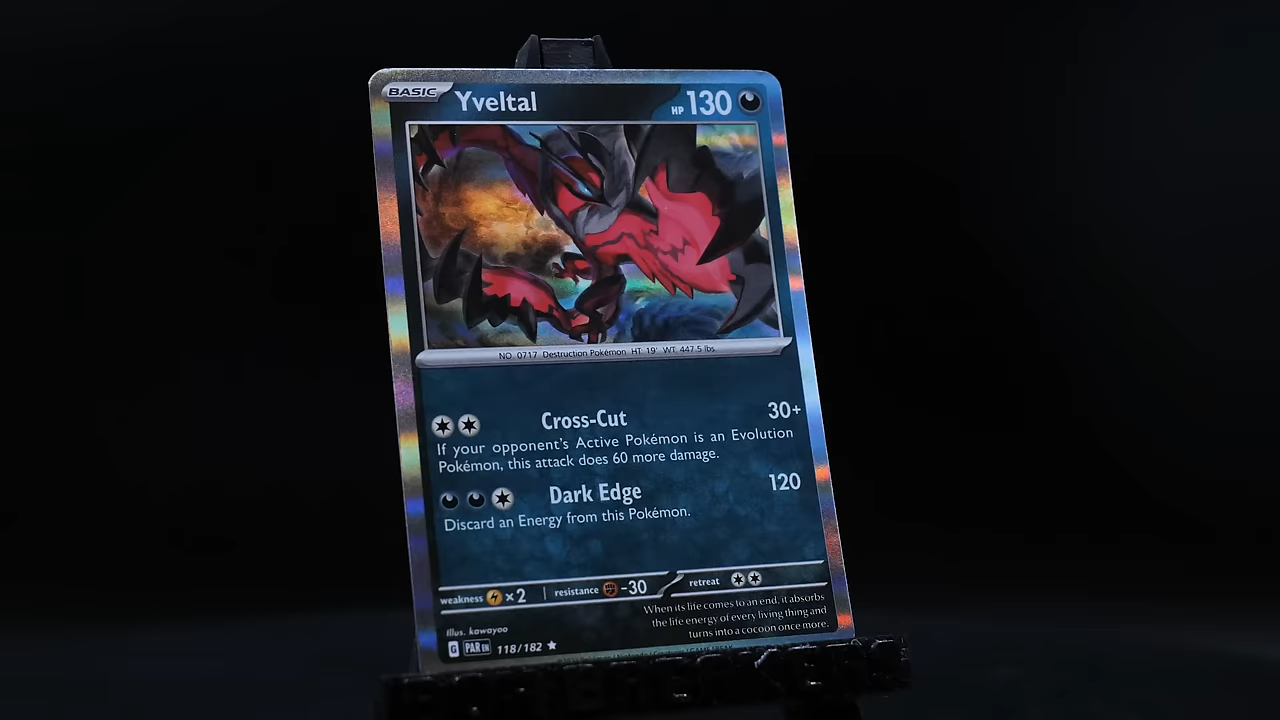 BASIC Yveltal HP 130
NO. 0717 Destruction Pokémon HT: 19' WT: 447.5 lbs.
Cross-Cut 30+
If your opponent's Active Pokémon is an Evolution
Pokémon, this attack does 60 more damage.
Dark Edge 120
Discard an Energy from this Pokémon.
weakness ×2 resistance -30 retreat
When its life comes to an end, it absorbs
the life energy of every living thing and
turns into a cocoon once more.
Illus. kawayoo
G PAR EN 118/182